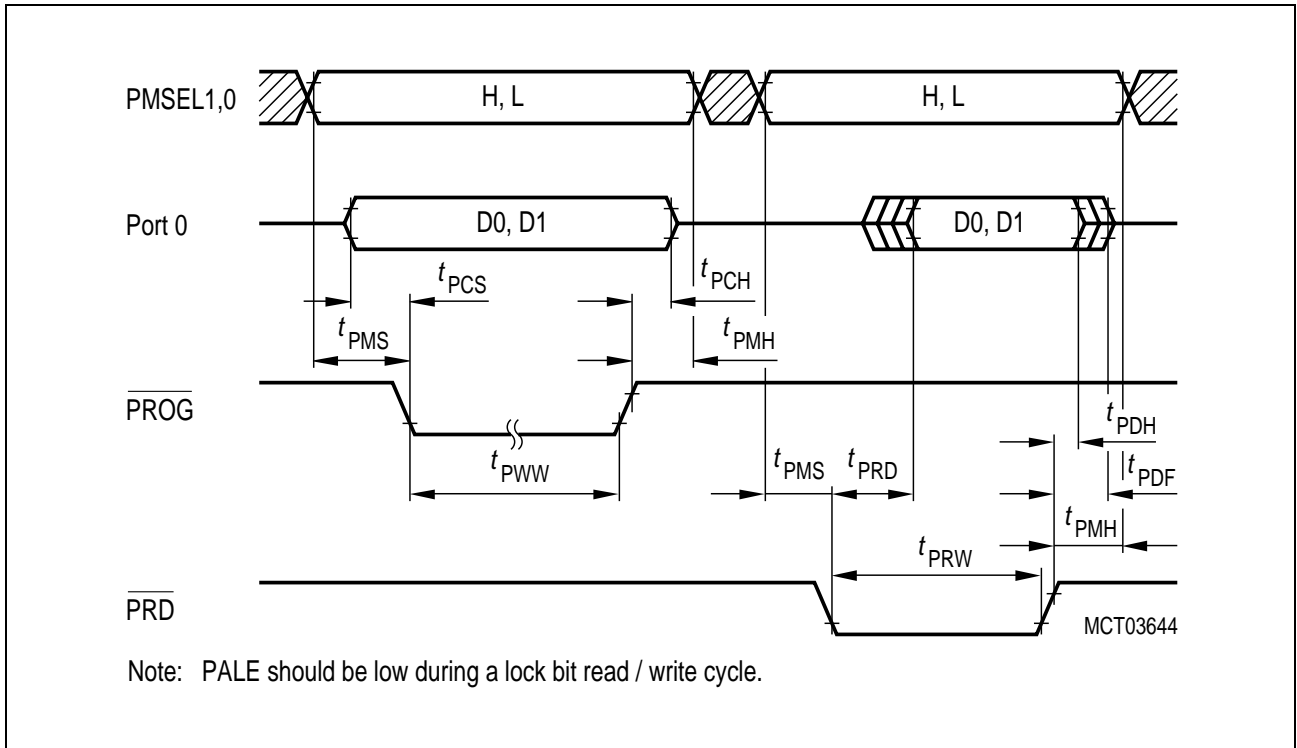 PMSEL1,0 H, L H, L
Port 0 D0, D1 D0, D1
tPCS tPCH
tPMS tPMH
PROG
tPDH
tPWW tPMS tPRD
tPDF
tPMH
tPRW
PRD
MCT03644
Note: PALE should be low during a lock bit read / write cycle.